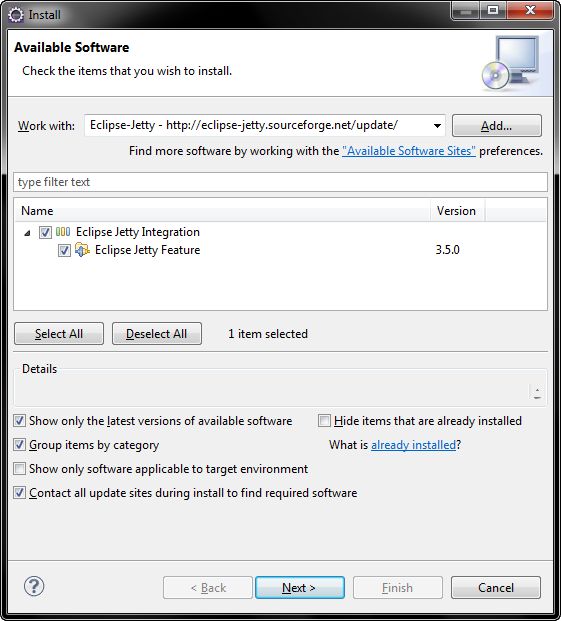 Install
Available Software
Check the items that you wish to install.
Work with: Eclipse-Jetty - http://eclipse-jetty.sourceforge.net/update/ Add...
Find more software by working with the "Available Software Sites" preferences.
type filter text
Name Version
Eclipse Jetty Integration
Eclipse Jetty Feature 3.5.0
Select All Deselect All 1 item selected
Details
Show only the latest versions of available software Hide items that are already installed
Group items by category What is already installed?
Show only software applicable to target environment
Contact all update sites during install to find required software
? < Back Next > Finish Cancel